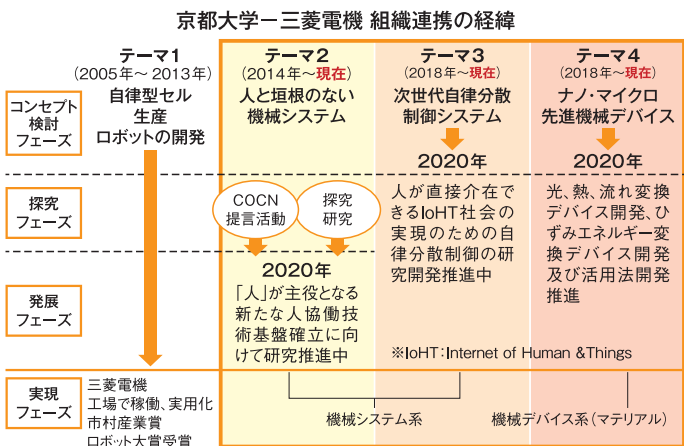 京都大学－三菱電機 組織連携の経緯
コンセプト
検討
フェーズ
テーマ1
(2005年～2013年)
自律型セル
生産
ロボットの開発
テーマ2
(2014年～現在)
人と垣根のない
機械システム
テーマ3
(2018年～現在)
次世代自律分散
制御システム
2020年
テーマ4
(2018年～現在)
ナノ・マイクロ
先進機械デバイス
2020年
探究
フェーズ
COCN
提言活動
探究
研究
人が直接介在で
きるIoHT社会の
実現のための自
律分散制御の研
究開発推進中
光、熱、流れ変換
デバイス開発、ひ
ずみエネルギー変
換デバイス開発
及び活用法開発
推進
発展
フェーズ
2020年
「人」が主役となる
新たな人協働技
術基盤確立に向
けて研究推進中
※IoHT：Internet of Human &Things
実現
フェーズ
三菱電機
工場で稼働、実用化
市村産業賞
ロボット大賞受賞
機械システム系
機械デバイス系(マテリアル)